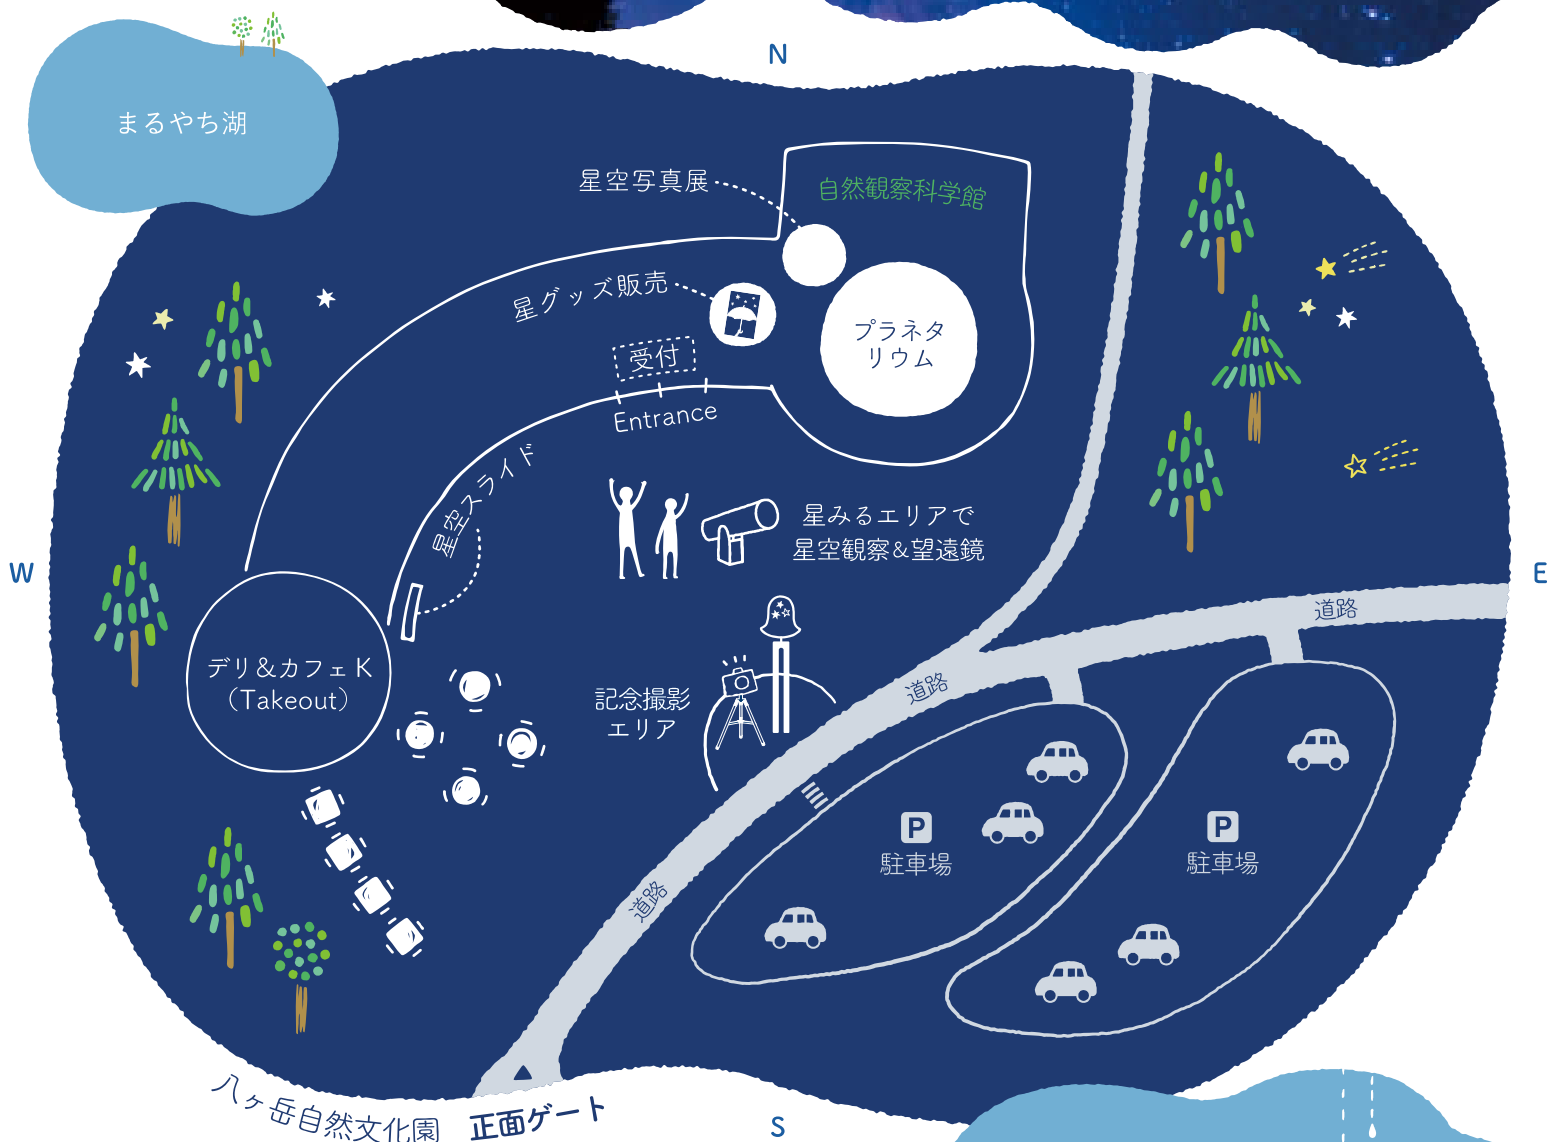 N
まるやち湖
星空写真展
自然観察科学館
星グッズ販売
プラネタ
リウム
受付
Entrance
星空スライド
星みるエリアで
星空観察&望遠鏡
W
E
道路
デリ&カフェK
（Takeout）
記念撮影
エリア
道路
P
駐車場
P
駐車場
道路
八ヶ岳自然文化園
正面ゲート
S